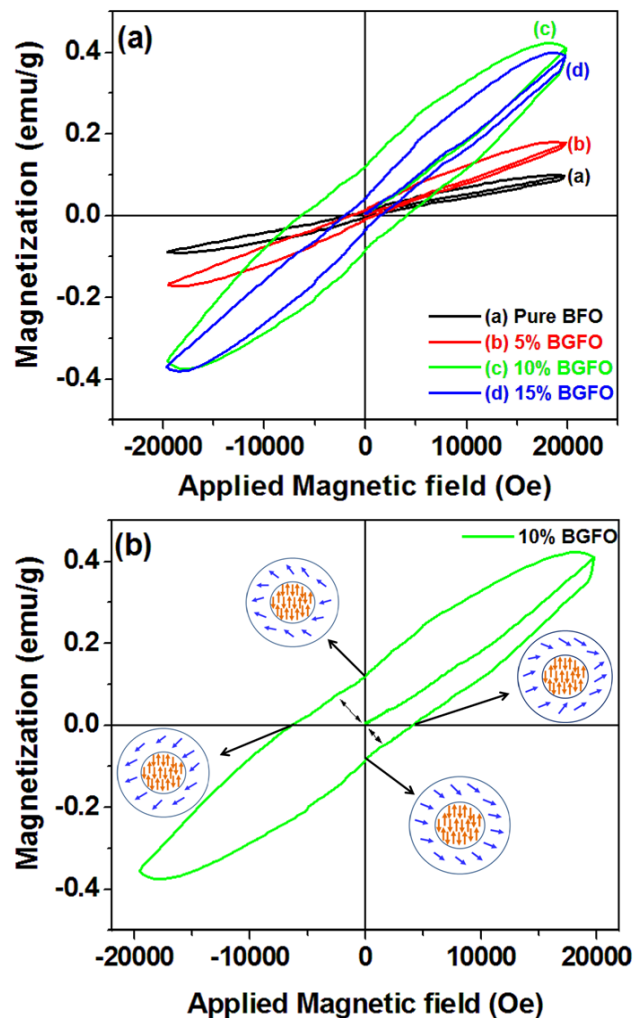 (a)
(c)
(d)
(b)
(a)
0.4
0.2
0.0
-0.2
-0.4
Magnetization (emu/g)
(a) Pure BFO
(b) 5% BGFO
(c) 10% BGFO
(d) 15% BGFO
-20000 -10000 0 10000 20000
Applied Magnetic field (Oe)
(b)
10% BGFO
0.4
0.2
0.0
-0.2
-0.4
Magnetization (emu/g)
-20000 -10000 0 10000 20000
Applied Magnetic field (Oe)